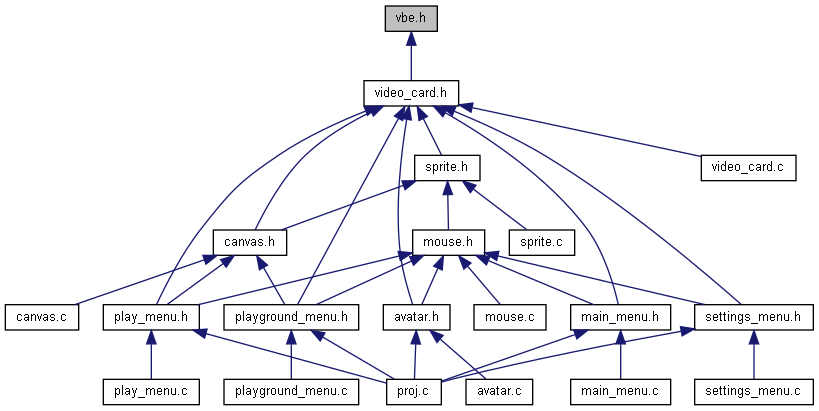 vbe.h
video_card.h
sprite.h
video_card.c
canvas.h
mouse.h
sprite.c
canvas.c
play_menu.h
playground_menu.h
avatar.h
mouse.c
main_menu.h
settings_menu.h
play_menu.c
playground_menu.c
proj.c
avatar.c
main_menu.c
settings_menu.c